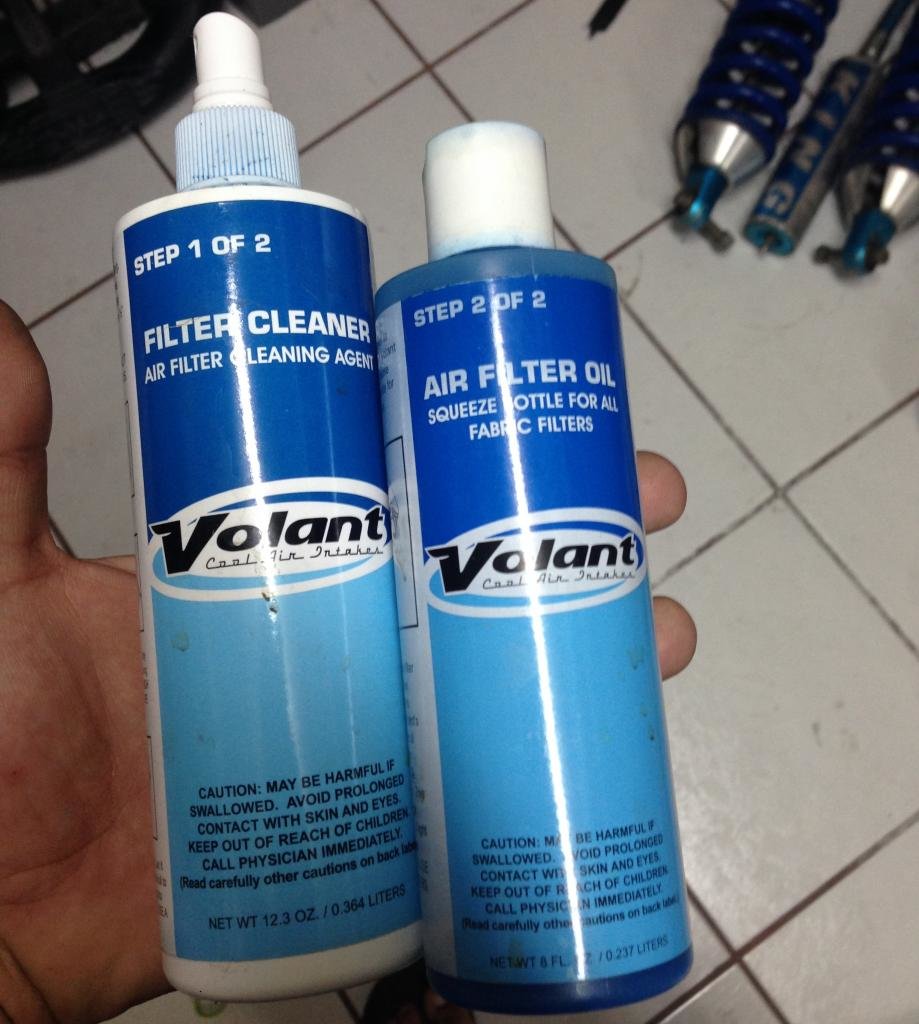 STEP 1 OF 2
FILTER CLEANER
AIR FILTER CLEANING AGENT
Volant
Cool Air Intakes
CAUTION: MAY BE HARMFUL IF
SWALLOWED. AVOID PROLONGED
CONTACT WITH SKIN AND EYES.
KEEP OUT OF REACH OF CHILDREN.
CALL PHYSICIAN IMMEDIATELY.
(Read carefully other cautions on back label)
NET WT 12.3 OZ. / 0.364 LITERS
STEP 2 OF 2
AIR FILTER OIL
SQUEEZE BOTTLE FOR ALL
FABRIC FILTERS
Volant
Cool Air Intakes
CAUTION: MAY BE HARMFUL IF
SWALLOWED. AVOID PROLONGED
CONTACT WITH SKIN AND EYES.
KEEP OUT OF REACH OF CHILDREN.
CALL PHYSICIAN IMMEDIATELY.
(Read carefully other cautions on back label)
NET WT 8 FL. OZ. / 0.237 LITERS
KING